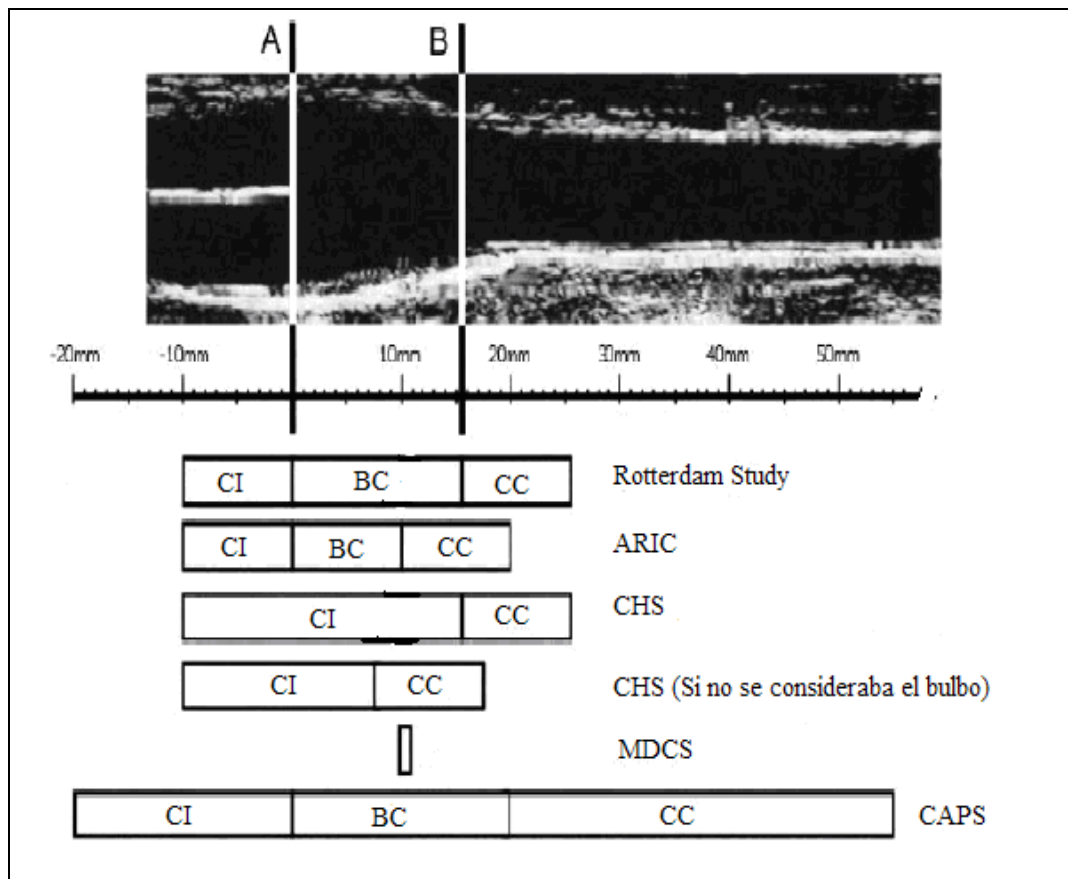 A B
-20mm -10mm 10mm 20mm 30mm 40mm 50mm
CI BC CC Rotterdam Study
CI BC CC ARIC
CI CC CHS
CI CC CHS (Si no se consideraba el bulbo)
MDCS
CI BC CC CAPS